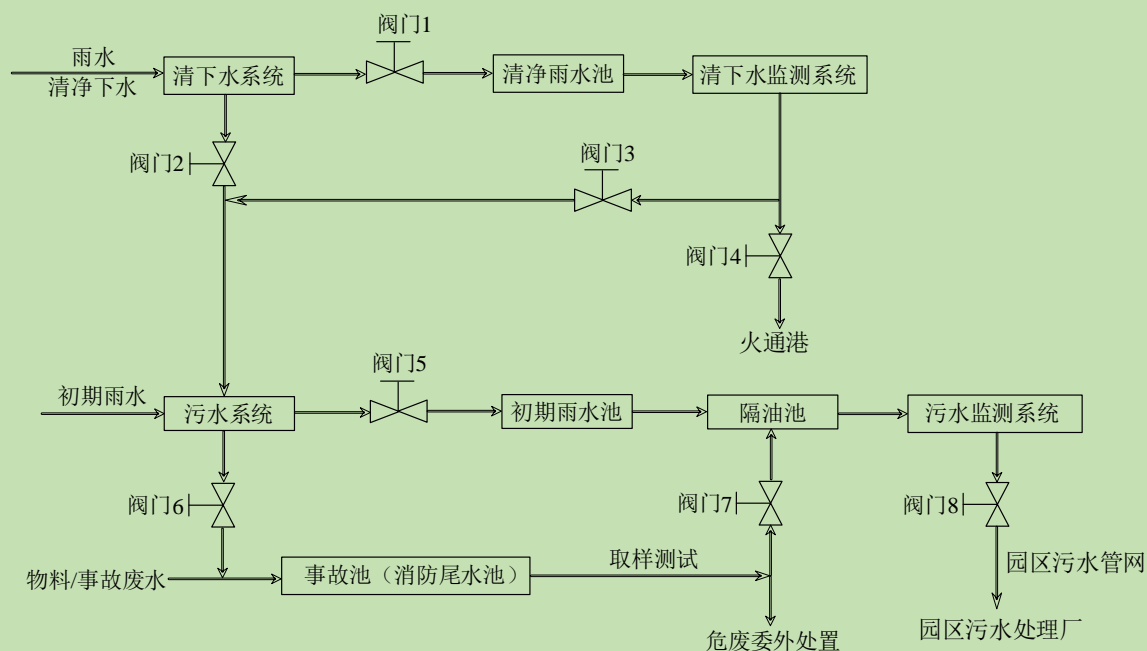 阀门1
雨水
清净下水
清下水系统
清净雨水池
清下水监测系统
阀门2
阀门3
阀门4
火通港
阀门5
初期雨水
污水系统
初期雨水池
隔油池
污水监测系统
阀门6
阀门7
阀门8
物料/事故废水
事故池（消防尾水池）
取样测试
园区污水管网
危废委外处置
园区污水处理厂